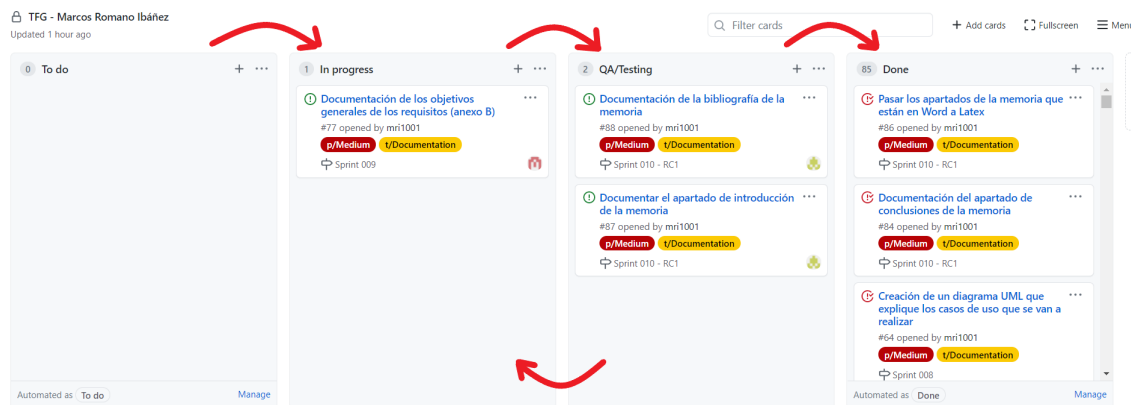 TFG - Marcos Romano Ibáñez
Updated 1 hour ago
Filter cards
+ Add cards
Fullscreen
Menu
0 To do
Automated as To do
Manage
1 In progress
Documentación de los objetivos
generales de los requisitos (anexo B)
#77 opened by mri1001
p/Medium t/Documentation
Sprint 009
2 QA/Testing
Documentación de la bibliografía de la
memoria
#88 opened by mri1001
p/Medium t/Documentation
Sprint 010 - RC1
Documentar el apartado de introducción
de la memoria
#87 opened by mri1001
p/Medium t/Documentation
Sprint 010 - RC1
85 Done
Pasar los apartados de la memoria que
están en Word a Latex
#86 opened by mri1001
p/Medium t/Documentation
Sprint 010 - RC1
Documentación del apartado de
conclusiones de la memoria
#84 opened by mri1001
p/Medium t/Documentation
Sprint 010 - RC1
Creación de un diagrama UML que
explique los casos de uso que se van a
realizar
#64 opened by mri1001
p/Medium t/Documentation
Sprint 008
Automated as Done
Manage